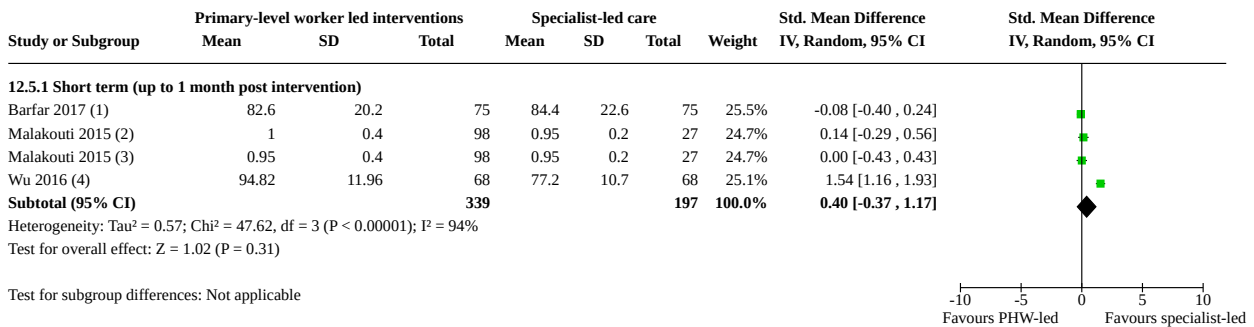 Primary-level worker led interventions Specialist-led care Std. Mean Difference Std. Mean Difference
Study or Subgroup Mean SD Total Mean SD Total Weight IV, Random, 95% CI IV, Random, 95% CI
12.5.1 Short term (up to 1 month post intervention)
Barfar 2017 (1) 82.6 20.2 75 84.4 22.6 75 25.5% -0.08 [-0.40 , 0.24]
Malakouti 2015 (2) 1 0.4 98 0.95 0.2 27 24.7% 0.14 [-0.29 , 0.56]
Malakouti 2015 (3) 0.95 0.4 98 0.95 0.2 27 24.7% 0.00 [-0.43 , 0.43]
Wu 2016 (4) 94.82 11.96 68 77.2 10.7 68 25.1% 1.54 [1.16 , 1.93]
Subtotal (95% CI) 339 197 100.0% 0.40 [-0.37 , 1.17]
Heterogeneity: Tau² = 0.57; Chi² = 47.62, df = 3 (P < 0.00001); I² = 94%
Test for overall effect: Z = 1.02 (P = 0.31)
Test for subgroup differences: Not applicable
-10 -5 0 5 10
Favours PHW-led Favours specialist-led